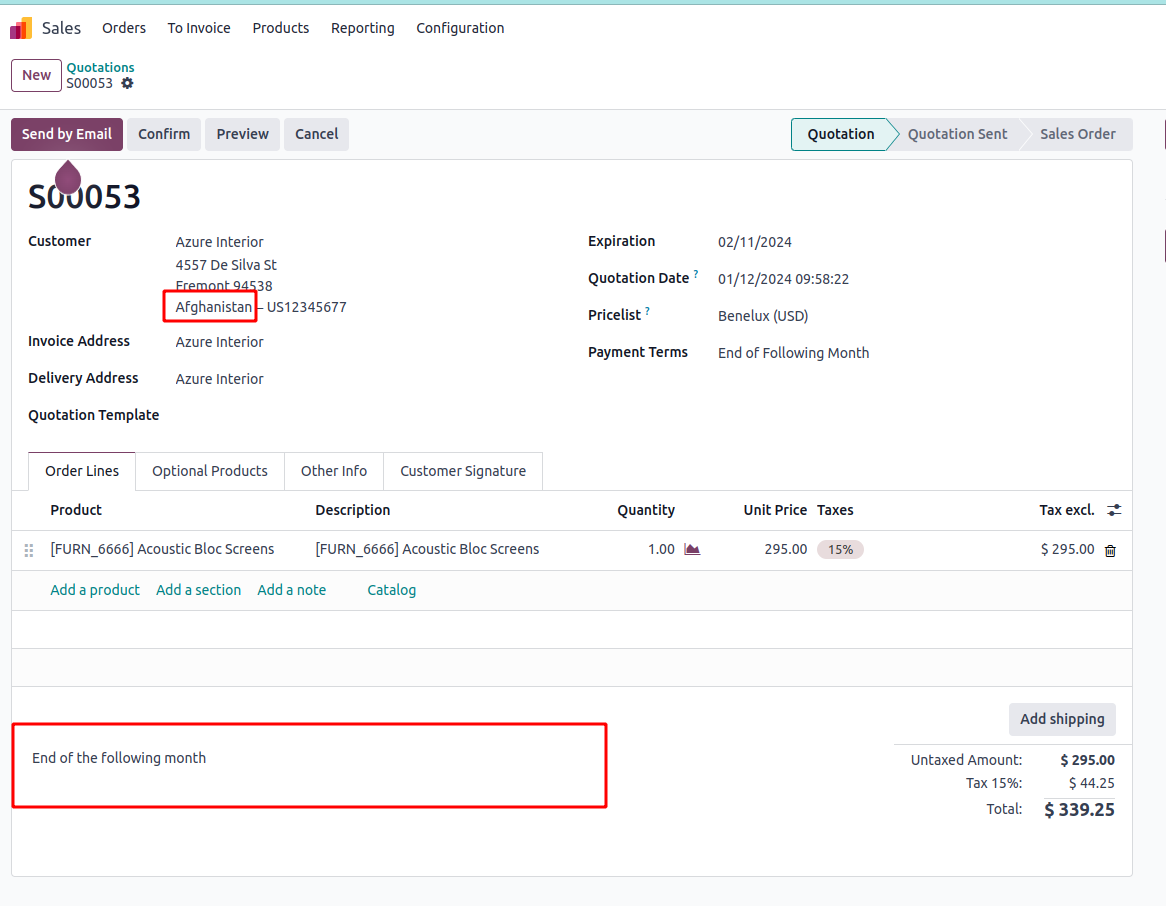 Sales Orders To Invoice Products Reporting Configuration
New
Quotations
S00053
Send by Email Confirm Preview Cancel Quotation Quotation Sent Sales Order
S00053
Customer Azure Interior
4557 De Silva St
Fremont 94538
Afghanistan – US12345677
Invoice Address Azure Interior
Delivery Address Azure Interior
Quotation Template
Expiration 02/11/2024
Quotation Date ? 01/12/2024 09:58:22
Pricelist ? Benelux (USD)
Payment Terms End of Following Month
Order Lines Optional Products Other Info Customer Signature
Product Description Quantity Unit Price Taxes Tax excl.
[FURN_6666] Acoustic Bloc Screens [FURN_6666] Acoustic Bloc Screens 1.00 295.00 15% $ 295.00
Add a product Add a section Add a note Catalog
End of the following month
Add shipping
Untaxed Amount: $ 295.00
Tax 15%: $ 44.25
Total: $ 339.25